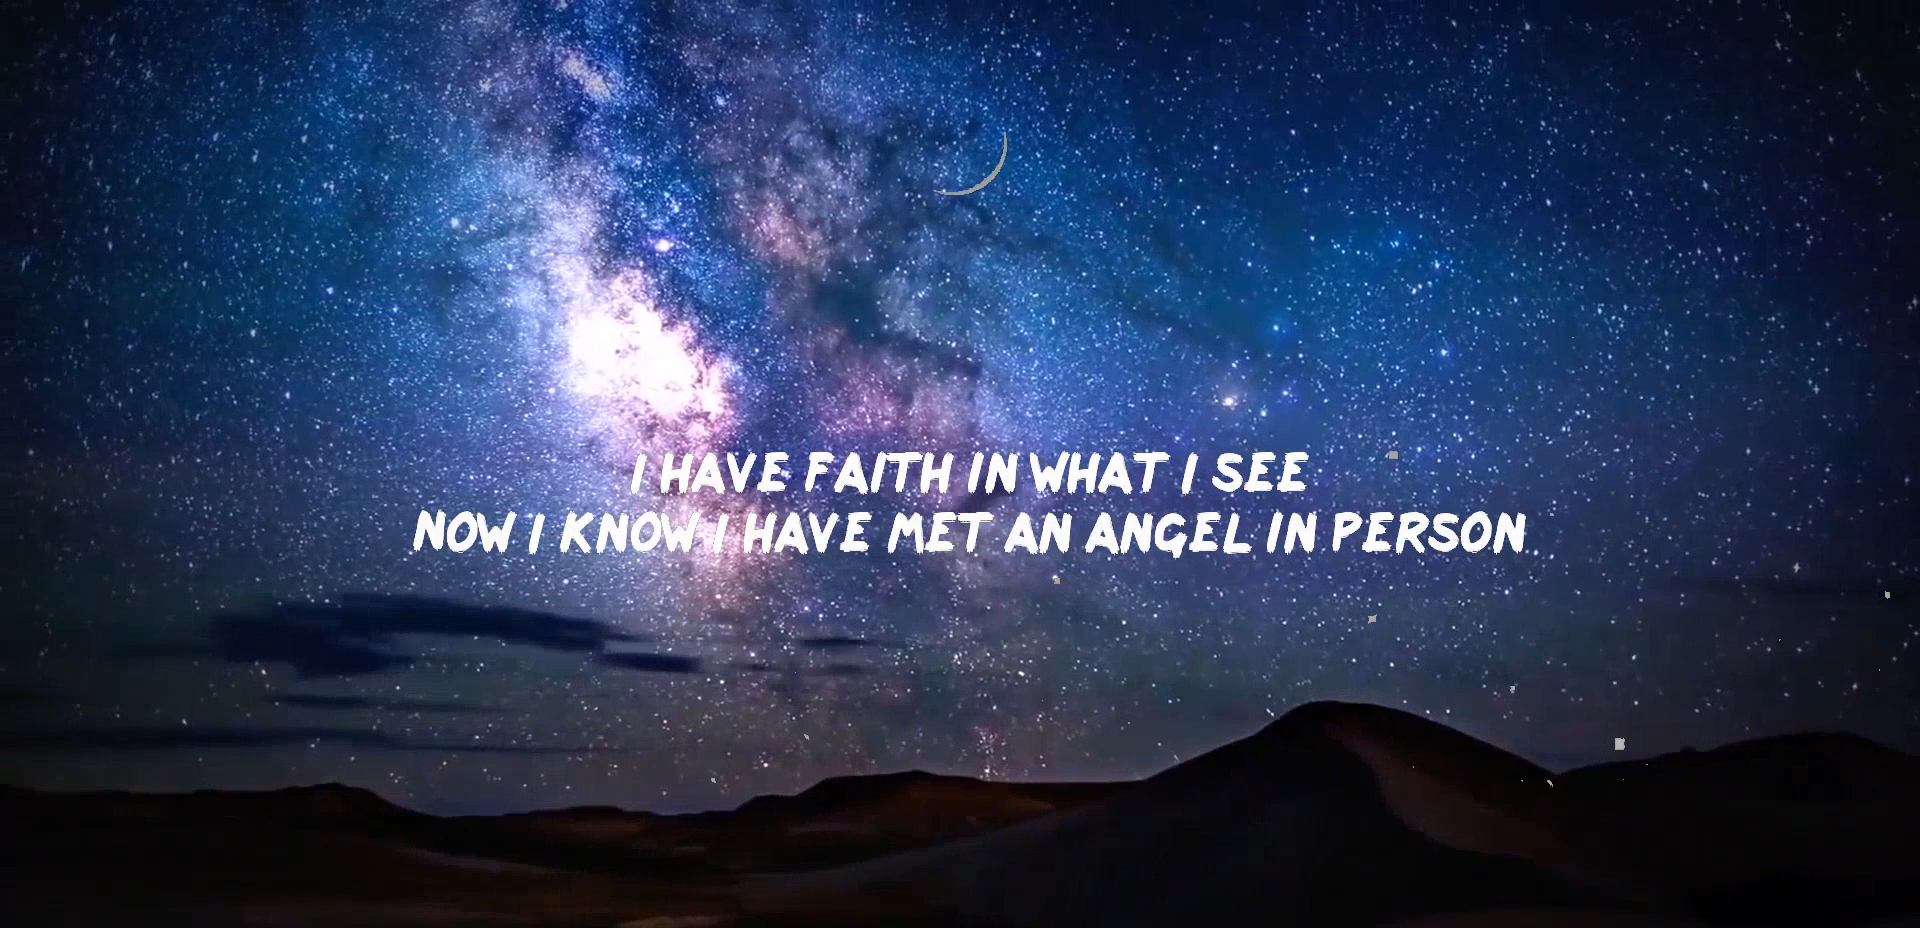 I HAVE FAITH IN WHAT I SEE
NOW I KNOW I HAVE MET AN ANGEL IN PERSON